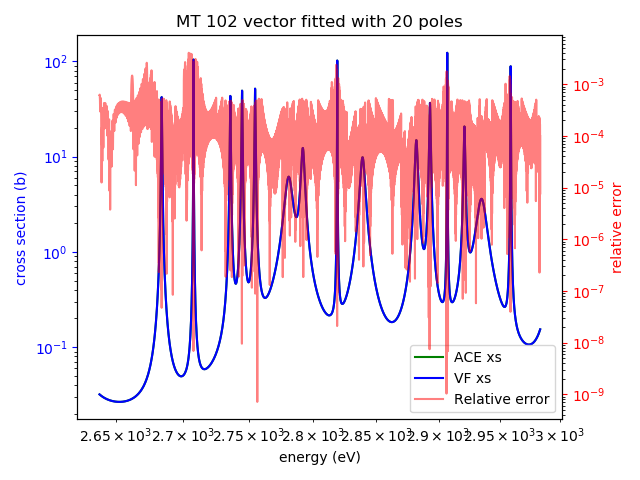 MT 102 vector fitted with 20 poles
10²
10¹
10⁰
10⁻¹
cross section (b)
10⁻³
10⁻⁴
10⁻⁵
10⁻⁶
10⁻⁷
10⁻⁸
10⁻⁹
relative error
ACE xs
VF xs
Relative error
2.65 × 10³ 2.7 × 10³ 2.75 × 10³ 2.8 × 10³ 2.85 × 10³ 2.9 × 10³ 2.95 × 10³ 3 × 10³
energy (eV)